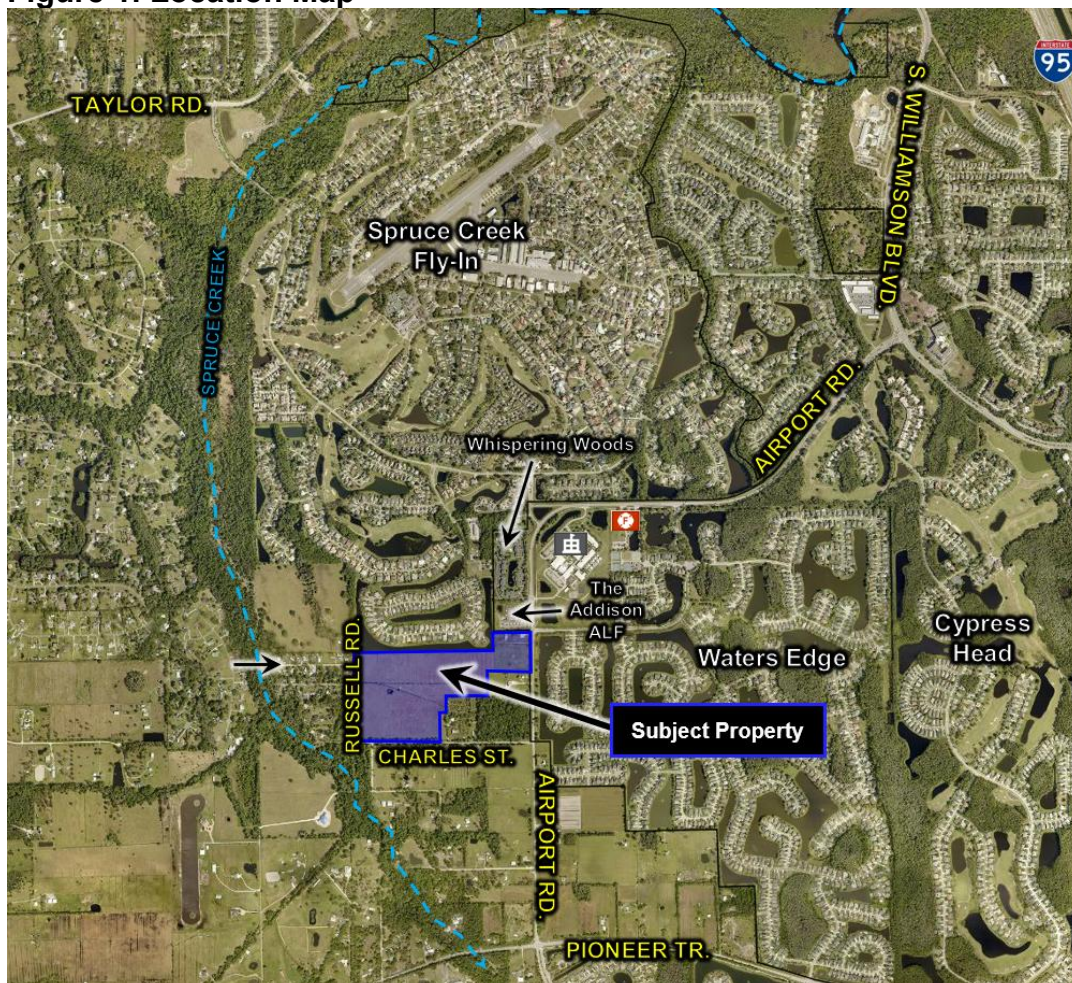 Figure 1. Location Map
INTERSTATE
95
TAYLOR RD.
S. WILLIAMSON BLVD.
Spruce Creek
Fly-In
SPRUCE CREEK
AIRPORT RD.
Whispering Woods
F
The
Addison
ALF
Cypress
Head
Waters Edge
RUSSELL RD.
Subject Property
CHARLES ST.
AIRPORT RD.
PIONEER TR.